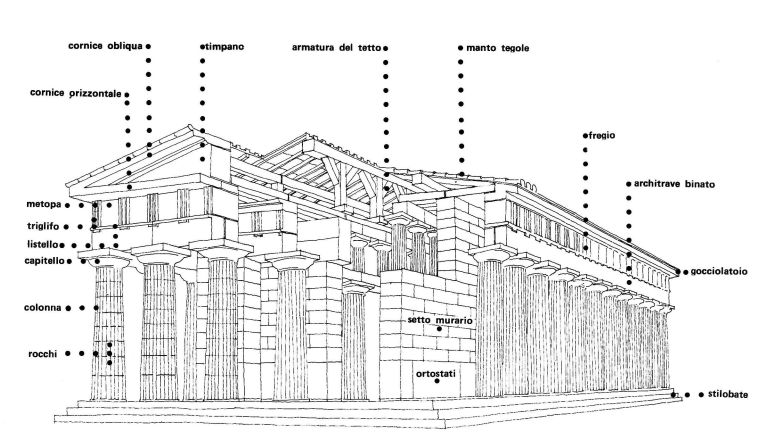 cornice obliqua
timpano
armatura del tetto
manto tegole
cornice orizzontale
fregio
architrave binato
metopa
triglifo
listello
capitello
gocciolatoio
colonna
setto murario
rocchi
ortostati
stilobate